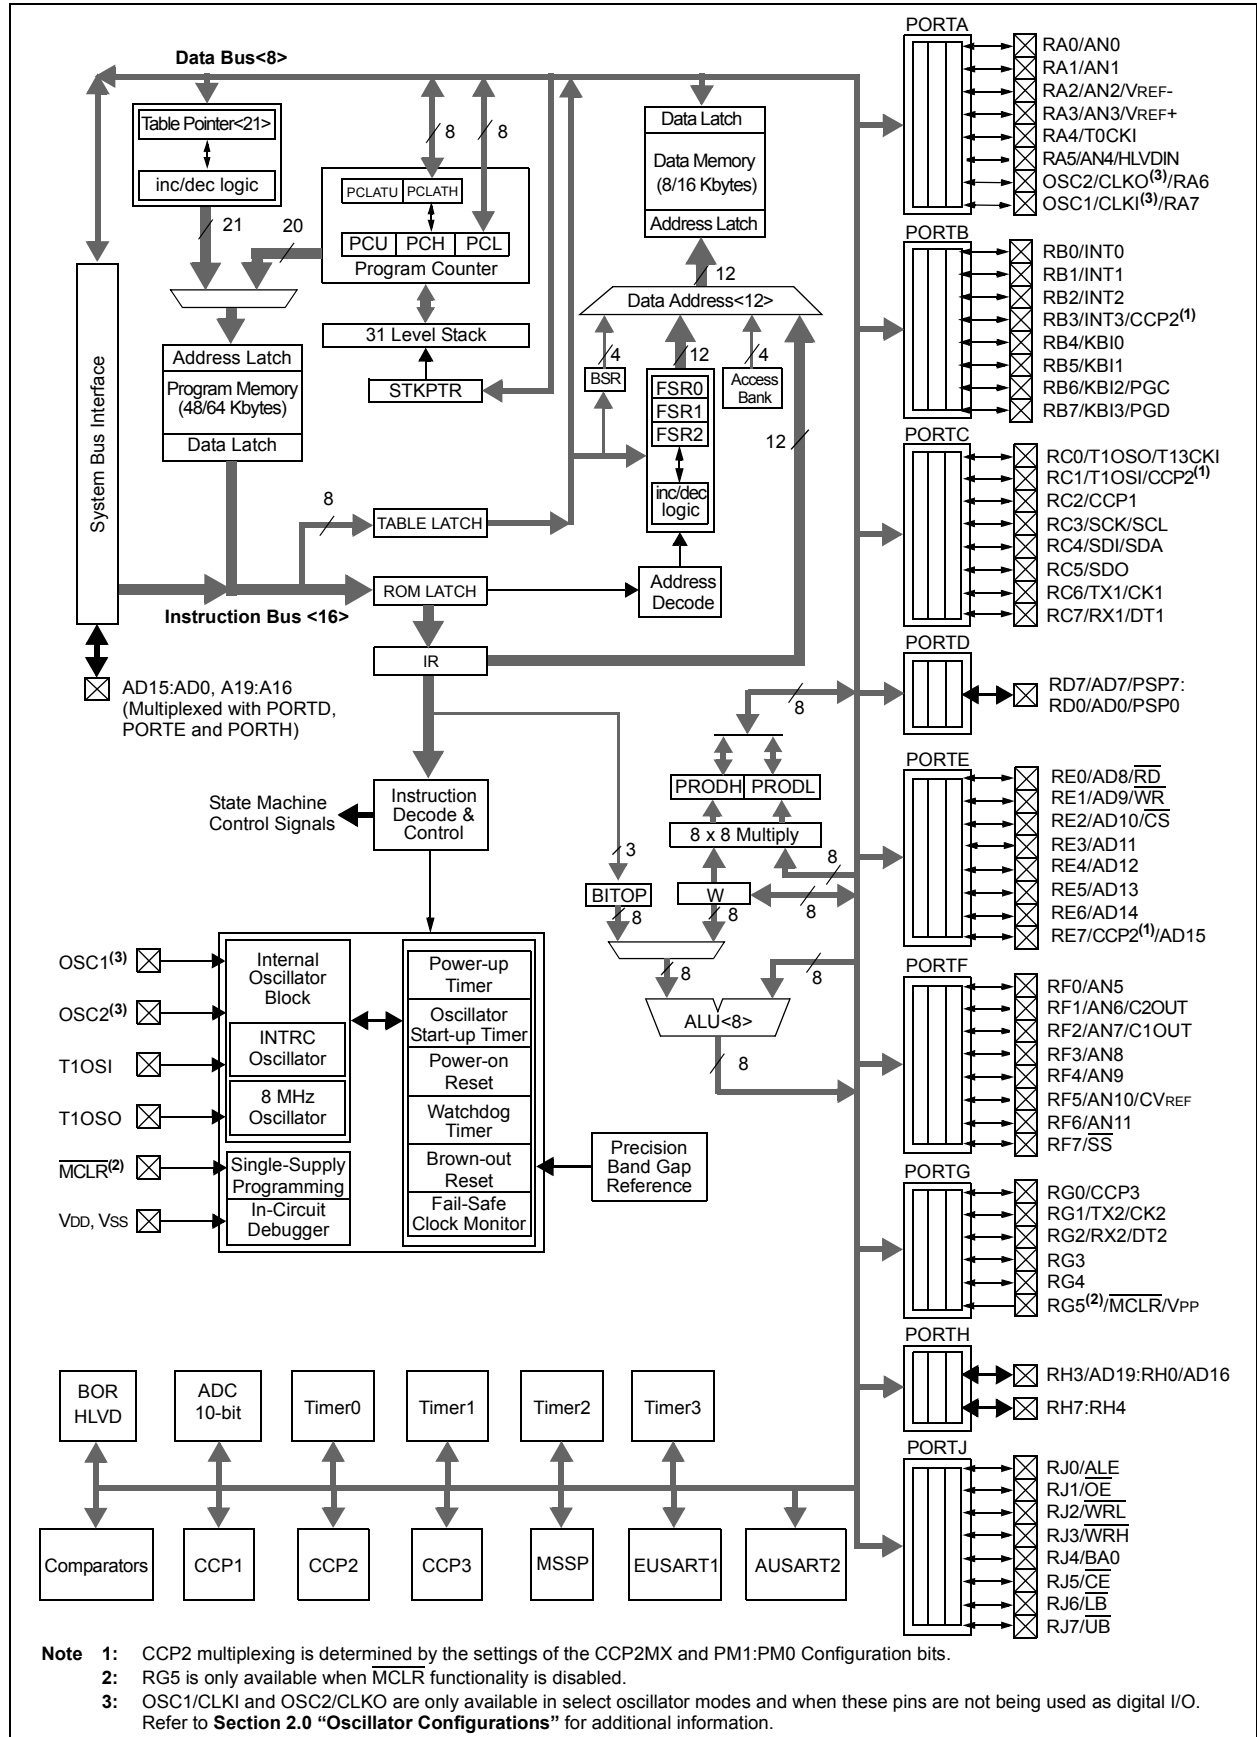 Data Bus<8>
Table Pointer<21>
inc/dec logic
21
20
8
8
PCLATU
PCLATH
PCU
PCH
PCL
Program Counter
31 Level Stack
STKPTR
Data Latch
Data Memory
(8/16 Kbytes)
Address Latch
12
Data Address<12>
4
12
4
BSR
FSR0
FSR1
FSR2
inc/dec
logic
Access
Bank
12
Address
Decode
System Bus Interface
Address Latch
Program Memory
(48/64 Kbytes)
Data Latch
8
TABLE LATCH
ROM LATCH
Instruction Bus <16>
IR
AD15:AD0, A19:A16
(Multiplexed with PORTD,
PORTE and PORTH)
State Machine
Control Signals
Instruction
Decode &
Control
8
PRODH
PRODL
8 x 8 Multiply
3
8
BITOP
W
8
8
8
8
8
ALU<8>
8
OSC1(3)
OSC2(3)
T1OSI
T1OSO
M̅C̅L̅R̅(2)
VDD, VSS
Internal
Oscillator
Block
INTRC
Oscillator
8 MHz
Oscillator
Single-Supply
Programming
In-Circuit
Debugger
Power-up
Timer
Oscillator
Start-up Timer
Power-on
Reset
Watchdog
Timer
Brown-out
Reset
Fail-Safe
Clock Monitor
Precision
Band Gap
Reference
BOR
HLVD
ADC
10-bit
Timer0
Timer1
Timer2
Timer3
Comparators
CCP1
CCP2
CCP3
MSSP
EUSART1
AUSART2
PORTA
RA0/AN0
RA1/AN1
RA2/AN2/VREF-
RA3/AN3/VREF+
RA4/T0CKI
RA5/AN4/HLVDIN
OSC2/CLKO(3)/RA6
OSC1/CLKI(3)/RA7
PORTB
RB0/INT0
RB1/INT1
RB2/INT2
RB3/INT3/CCP2(1)
RB4/KBI0
RB5/KBI1
RB6/KBI2/PGC
RB7/KBI3/PGD
PORTC
RC0/T1OSO/T13CKI
RC1/T1OSI/CCP2(1)
RC2/CCP1
RC3/SCK/SCL
RC4/SDI/SDA
RC5/SDO
RC6/TX1/CK1
RC7/RX1/DT1
PORTD
RD7/AD7/PSP7:
RD0/AD0/PSP0
PORTE
RE0/AD8/R̅D̅
RE1/AD9/W̅R̅
RE2/AD10/C̅S̅
RE3/AD11
RE4/AD12
RE5/AD13
RE6/AD14
RE7/CCP2(1)/AD15
PORTF
RF0/AN5
RF1/AN6/C2OUT
RF2/AN7/C1OUT
RF3/AN8
RF4/AN9
RF5/AN10/CVREF
RF6/AN11
RF7/S̅S̅
PORTG
RG0/CCP3
RG1/TX2/CK2
RG2/RX2/DT2
RG3
RG4
RG5(2)/M̅C̅L̅R̅/VPP
PORTH
RH3/AD19:RH0/AD16
RH7:RH4
PORTJ
RJ0/ALE
RJ1/O̅E̅
RJ2/W̅R̅L̅
RJ3/W̅R̅H̅
RJ4/BA0
RJ5/C̅E̅
RJ6/L̅B̅
RJ7/U̅B̅
Note 1: CCP2 multiplexing is determined by the settings of the CCP2MX and PM1:PM0 Configuration bits.
2: RG5 is only available when M̅C̅L̅R̅ functionality is disabled.
3: OSC1/CLKI and OSC2/CLKO are only available in select oscillator modes and when these pins are not being used as digital I/O.
Refer to Section 2.0 “Oscillator Configurations” for additional information.